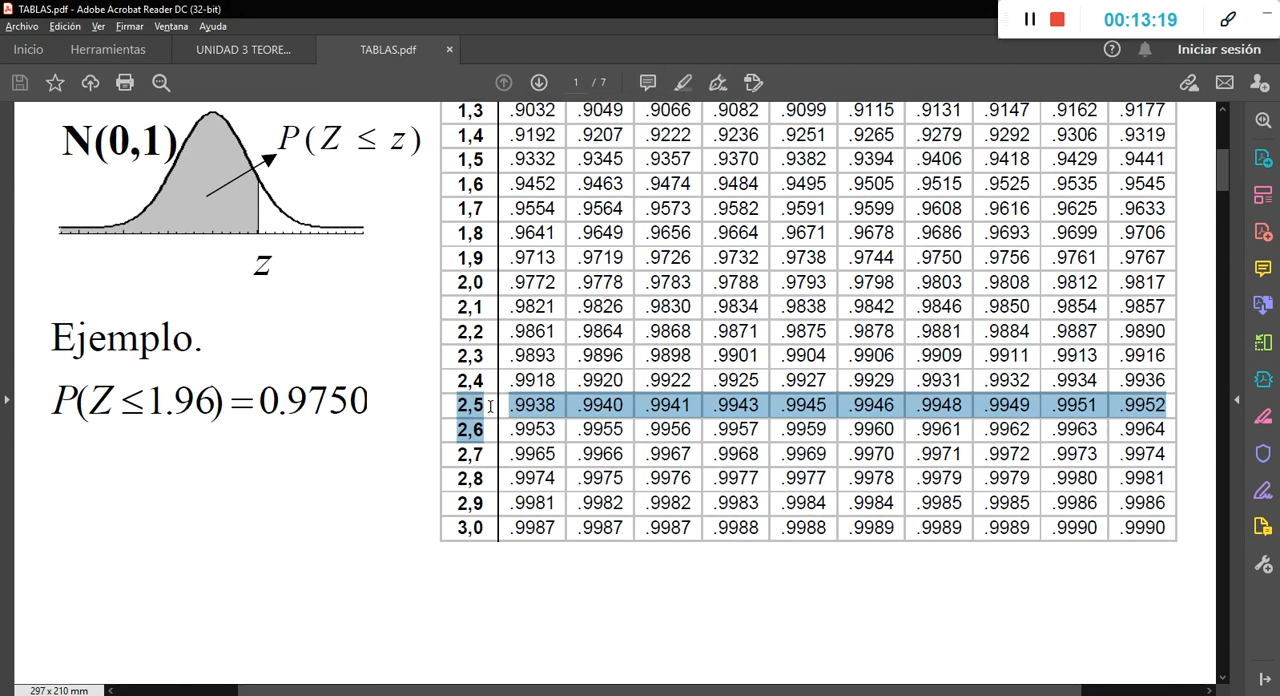 TABLAS.pdf - Adobe Acrobat Reader DC (32-bit)
00:13:19
Archivo Edición Ver Firmar Ventana Ayuda
Inicio Herramientas UNIDAD 3 TEORE... TABLAS.pdf × Iniciar sesión
1 / 7
N(0,1)
P(Z ≤ z)
z
Ejemplo.
P(Z ≤1.96)=0.9750
1,3 .9032 .9049 .9066 .9082 .9099 .9115 .9131 .9147 .9162 .9177
1,4 .9192 .9207 .9222 .9236 .9251 .9265 .9279 .9292 .9306 .9319
1,5 .9332 .9345 .9357 .9370 .9382 .9394 .9406 .9418 .9429 .9441
1,6 .9452 .9463 .9474 .9484 .9495 .9505 .9515 .9525 .9535 .9545
1,7 .9554 .9564 .9573 .9582 .9591 .9599 .9608 .9616 .9625 .9633
1,8 .9641 .9649 .9656 .9664 .9671 .9678 .9686 .9693 .9699 .9706
1,9 .9713 .9719 .9726 .9732 .9738 .9744 .9750 .9756 .9761 .9767
2,0 .9772 .9778 .9783 .9788 .9793 .9798 .9803 .9808 .9812 .9817
2,1 .9821 .9826 .9830 .9834 .9838 .9842 .9846 .9850 .9854 .9857
2,2 .9861 .9864 .9868 .9871 .9875 .9878 .9881 .9884 .9887 .9890
2,3 .9893 .9896 .9898 .9901 .9904 .9906 .9909 .9911 .9913 .9916
2,4 .9918 .9920 .9922 .9925 .9927 .9929 .9931 .9932 .9934 .9936
2,5 .9938 .9940 .9941 .9943 .9945 .9946 .9948 .9949 .9951 .9952
2,6 .9953 .9955 .9956 .9957 .9959 .9960 .9961 .9962 .9963 .9964
2,7 .9965 .9966 .9967 .9968 .9969 .9970 .9971 .9972 .9973 .9974
2,8 .9974 .9975 .9976 .9977 .9977 .9978 .9979 .9979 .9980 .9981
2,9 .9981 .9982 .9982 .9983 .9984 .9984 .9985 .9985 .9986 .9986
3,0 .9987 .9987 .9987 .9988 .9988 .9989 .9989 .9989 .9990 .9990
297 x 210 mm